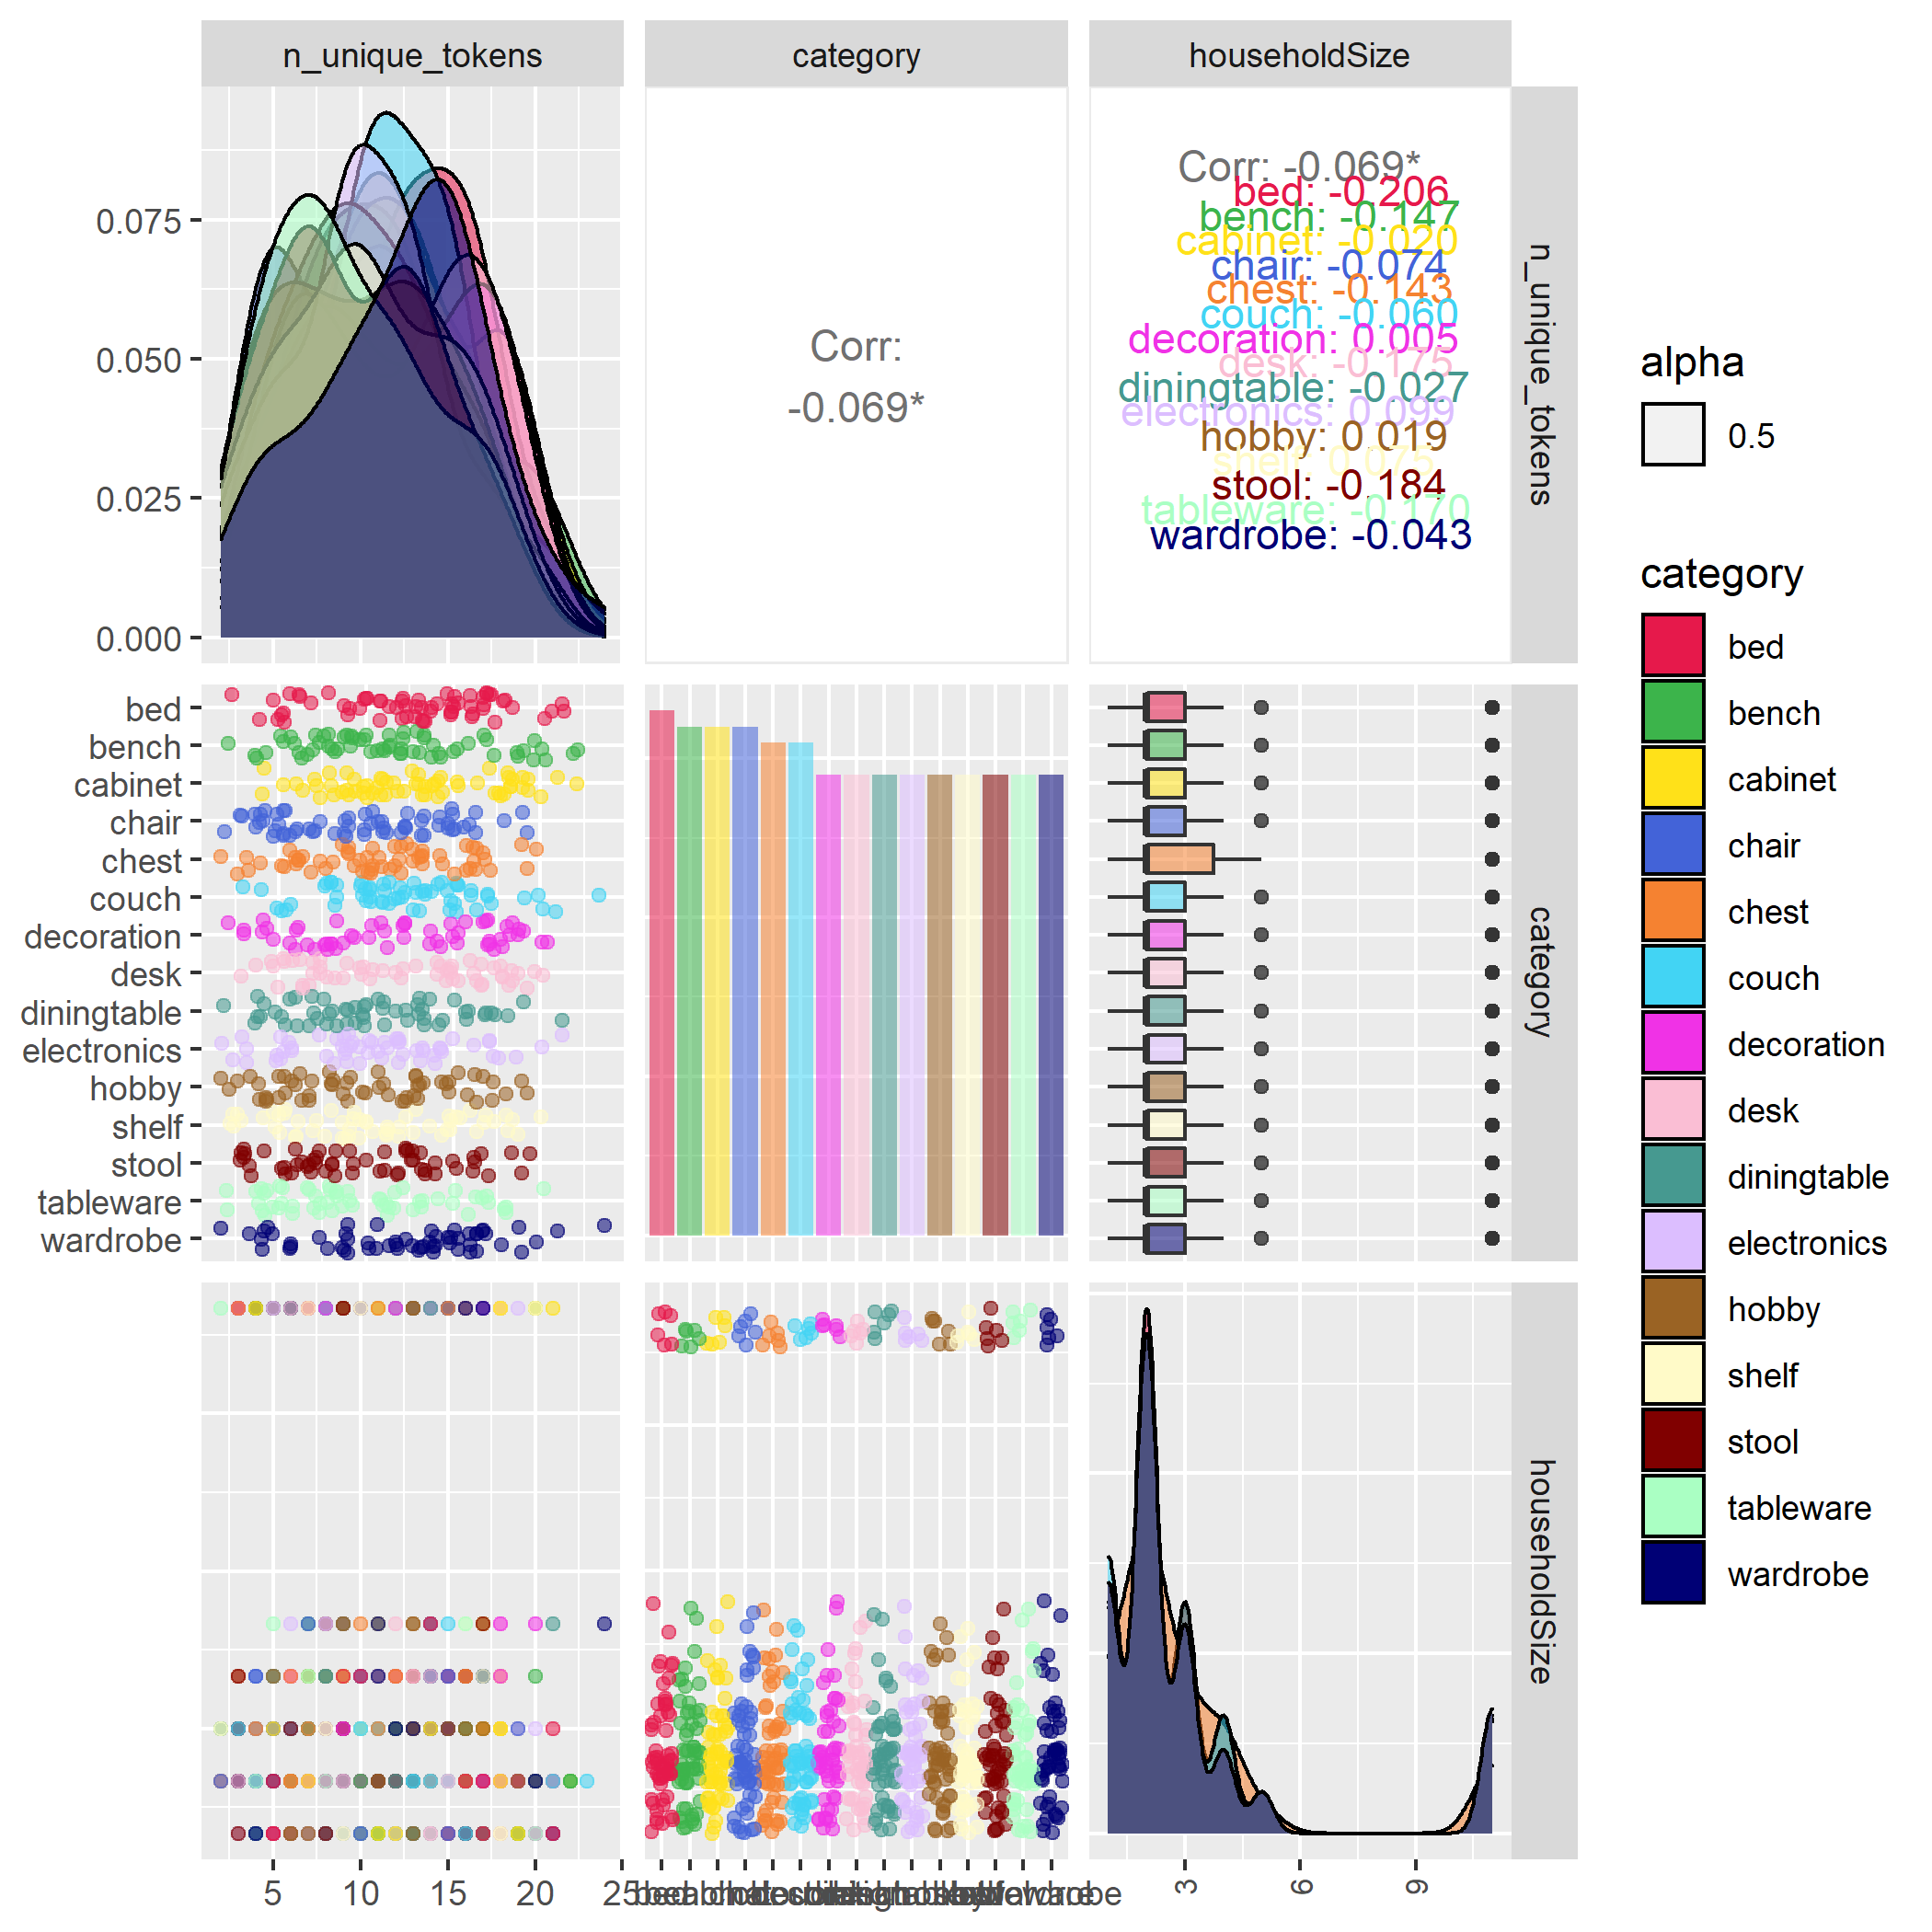 n_unique_tokens
category
householdSize
0.075
0.050
0.025
0.000
Corr:
-0.069*
Corr: -0.069*
bed: -0.206
bench: -0.147
cabinet: -0.020
chair: -0.074
chest: -0.143
couch: -0.060
decoration: 0.005
desk: -0.175
diningtable: -0.027
electronics: 0.099
hobby: 0.019
shelf: 0.075
stool: -0.184
tableware: -0.170
wardrobe: -0.043
n_unique_tokens
bed
bench
cabinet
chair
chest
couch
decoration
desk
diningtable
electronics
hobby
shelf
stool
tableware
wardrobe
category
householdSize
5
10
15
20
25
3
6
9
alpha
0.5
category
bed
bench
cabinet
chair
chest
couch
decoration
desk
diningtable
electronics
hobby
shelf
stool
tableware
wardrobe